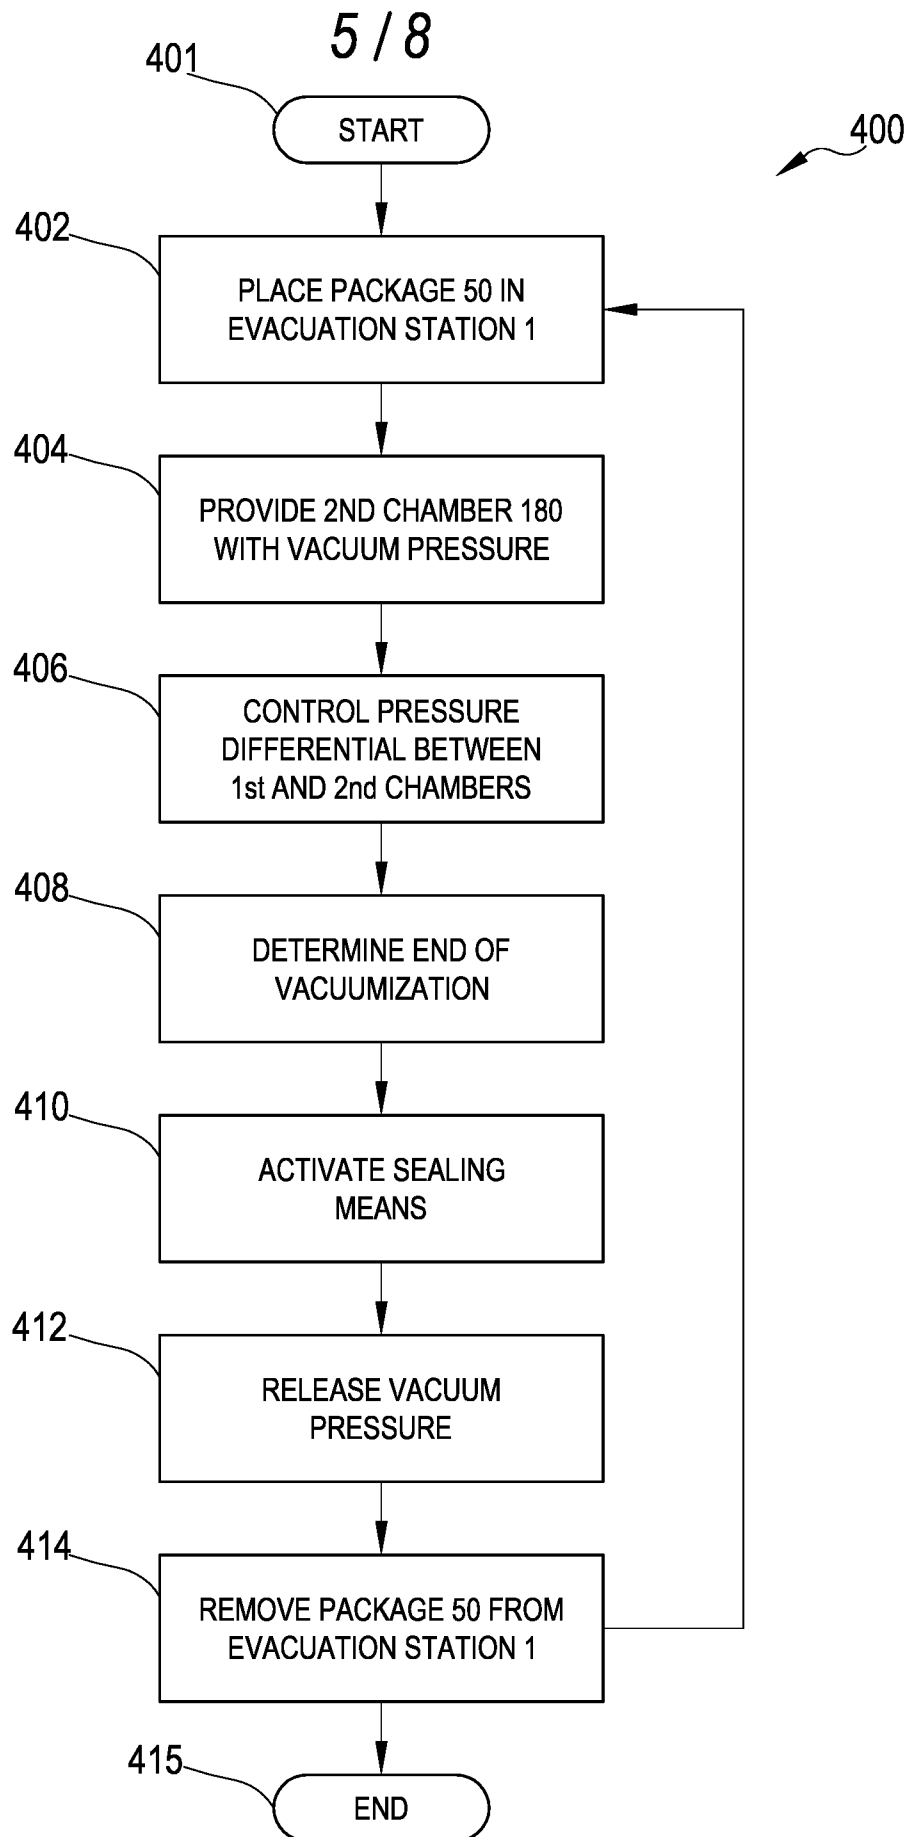 5 / 8
401
START
400
402
PLACE PACKAGE 50 IN
EVACUATION STATION 1
404
PROVIDE 2ND CHAMBER 180
WITH VACUUM PRESSURE
406
CONTROL PRESSURE
DIFFERENTIAL BETWEEN
1st AND 2nd CHAMBERS
408
DETERMINE END OF
VACUUMIZATION
410
ACTIVATE SEALING
MEANS
412
RELEASE VACUUM
PRESSURE
414
REMOVE PACKAGE 50 FROM
EVACUATION STATION 1
415
END